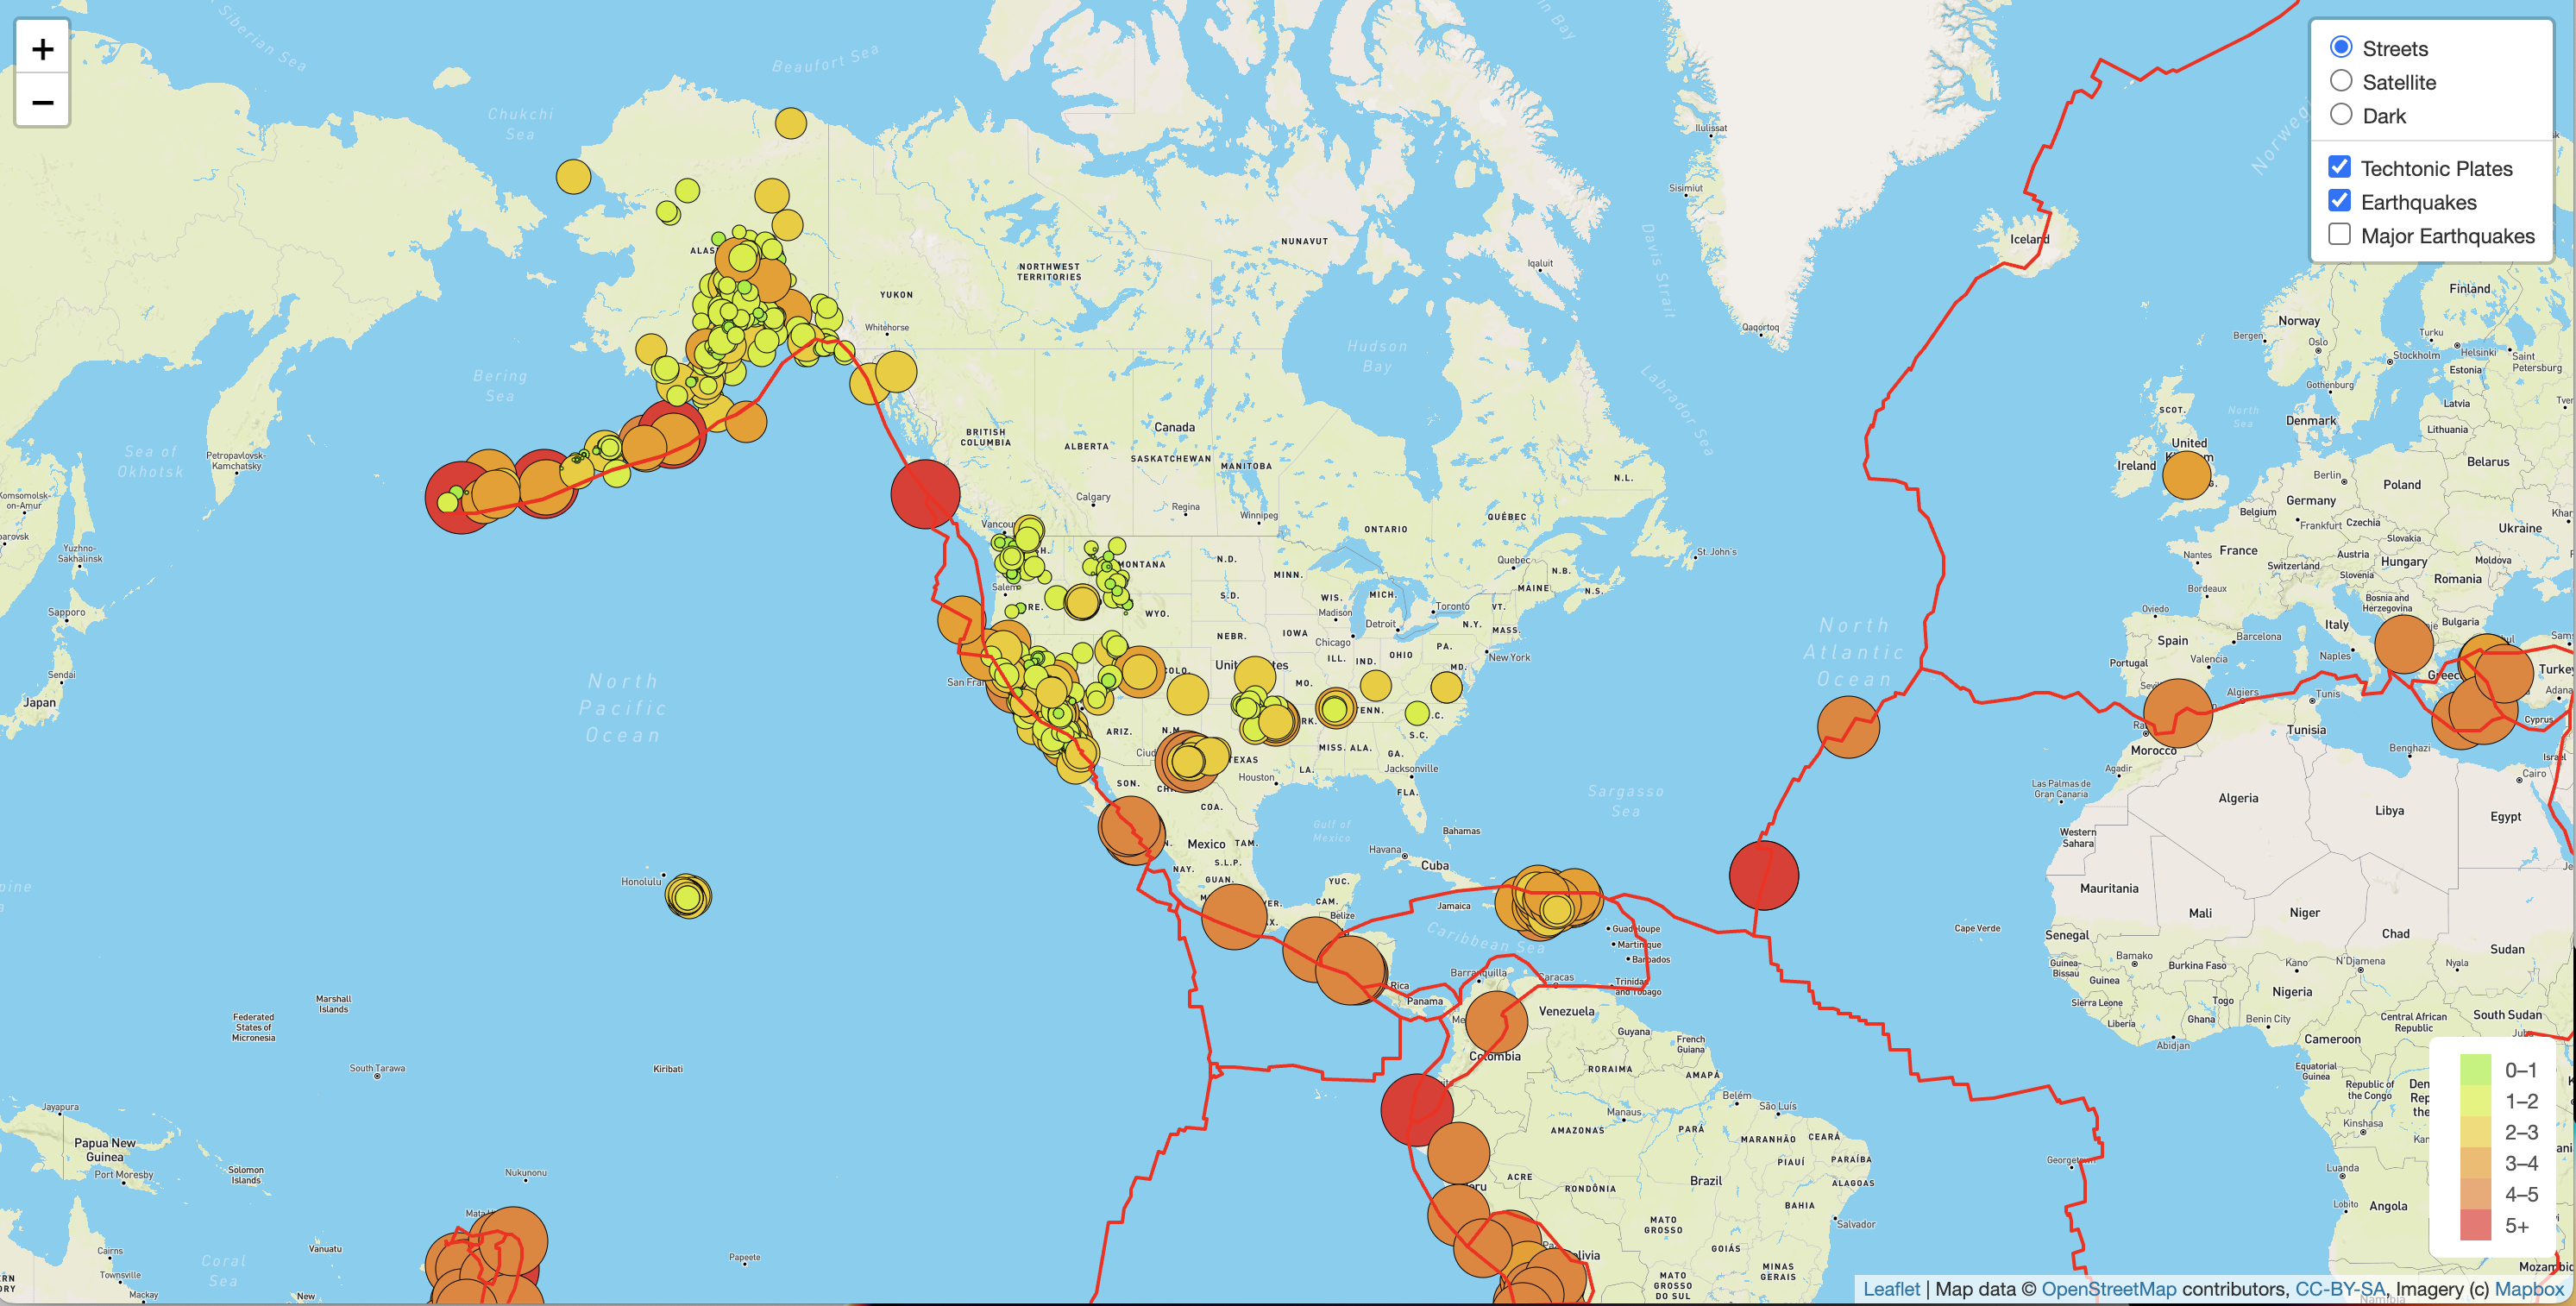 +
−
Streets
Satellite
Dark
Techtonic Plates
Earthquakes
Major Earthquakes
Siberian Sea
Beaufort Sea
Chukchi
Sea
Ilulissat
Sisimiut
Davis Strait
Iceland
NUNAVUT
Iqaluit
NORTHWEST
TERRITORIES
YUKON
Whitehorse
Qaqortoq
Finland
Norway
Bergen
Oslo
Turku
Helsinki
Stockholm
Saint
Petersburg
Estonia
Gothenburg
Latvia
Hudson
Bay
Labrador Sea
Bering
Sea
SCOT.
North
Sea
Denmark
Lithuania
BRITISH
COLUMBIA
Canada
ALBERTA
SASKATCHEWAN
MANITOBA
Sea of
Okhotsk
Petropavlovsk-
Kamchatsky
United
Ireland
Belarus
Berlin
Poland
N.L.
Komsomolsk-
on-Amur
Calgary
Regina
Winnipeg
ONTARIO
QUÉBEC
Germany
Belgium
Frankfurt
Czechia
Ukraine
Slovakia
Yuzhno-
Sakhalinsk
Quebec
St. John's
Nantes
France
Austria
Hungary
Moldova
Switzerland
Slovenia
Romania
MONTANA
N.D.
MINN.
N.B.
MAINE
N.S.
Salem
ORE.
WYO.
S.D.
WIS.
Madison
MICH.
Toronto
VT.
Bordeaux
Bosnia and
Herzegovina
Sapporo
Detroit
N.Y.
MASS.
Oviedo
Bulgaria
NEBR.
IOWA
Chicago
North
Atlantic
Ocean
Spain
Barcelona
Italy
ILL.
IND.
OHIO
PA.
New York
Portugal
Valencia
Naples
COLO.
MO.
MD.
Turkey
Sendai
Japan
North
Pacific
Ocean
Algiers
Tunis
Adana
TENN.
Cyprus
ARIZ.
N.M.
S.C.
Tunisia
Morocco
MISS.
ALA.
GA.
Benghazi
Israel
TEXAS
Houston
LA.
Jacksonville
Agadir
Cairo
SON.
FLA.
Sargasso
Sea
Las Palmas de
Gran Canaria
Algeria
Libya
Egypt
COA.
Gulf of
Mexico
Bahamas
Western
Sahara
Mexico
TAM.
S.L.P.
Havana
Cuba
NAY.
GUAN.
YUC.
Honolulu
Mauritania
CAM.
Belize
Jamaica
Mali
Niger
Guadeloupe
Martinique
Barbados
Caribbean Sea
Cape Verde
Senegal
Chad
Sudan
Bamako
Guinea-
Bissau
Burkina Faso
Kano
N'Djamena
Nyala
Barranquilla
Caracas
Trinidad
and Tobago
Rica
Panama
Guinea
Nigeria
Marshall
Islands
Venezuela
Sierra Leone
Togo
Ghana
Benin City
Liberia
Central African
Republic
South Sudan
Federated
States of
Micronesia
Guyana
French
Guiana
Abidjan
Cameroon
Colombia
South Tarawa
Kiribati
RORAIMA
AMAPÁ
Equatorial
Guinea
Republic of
the Congo
Belém
São Luís
Jayapura
Manaus
AMAZONAS
PARÁ
MARANHÃO
CEARÁ
Kinshasa
Papua New
Guinea
Port Moresby
Solomon
Islands
Nukunonu
PIAUÍ
PARAÍBA
Georgetown
Luanda
ACRE
RONDÔNIA
Brazil
ALAGOAS
BAHIA
Lobito
Angola
MATO
GROSSO
Salvador
Vanuatu
Cairns
Coral
Sea
Papeete
GOIÁS
Townsville
MATO
GROSSO
DO SUL
MINAS
GERAIS
Mackay
New
0–1
1–2
2–3
3–4
4–5
5+
Leaflet | Map data © OpenStreetMap contributors, CC-BY-SA, Imagery (c) Mapbox